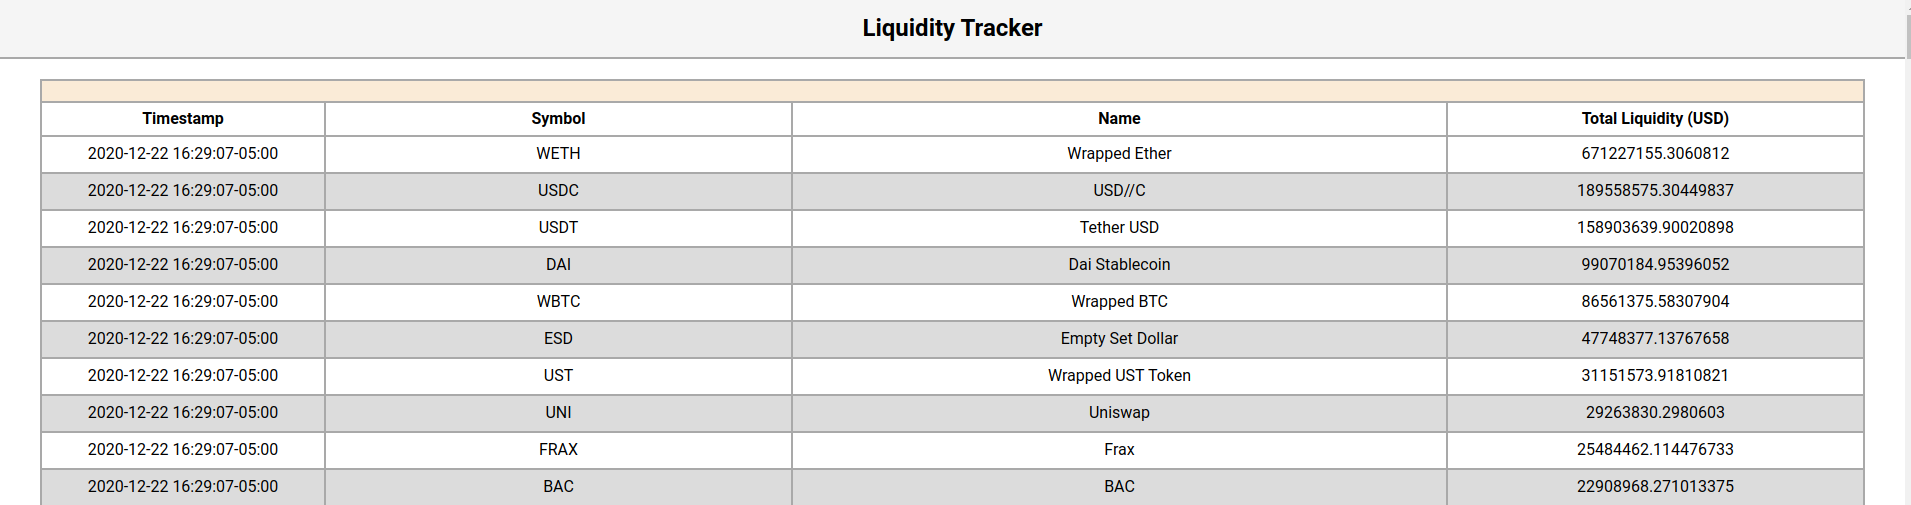 Liquidity Tracker
Timestamp Symbol Name Total Liquidity (USD)
2020-12-22 16:29:07-05:00 WETH Wrapped Ether 671227155.3060812
2020-12-22 16:29:07-05:00 USDC USD//C 189558575.30449837
2020-12-22 16:29:07-05:00 USDT Tether USD 158903639.90020898
2020-12-22 16:29:07-05:00 DAI Dai Stablecoin 99070184.95396052
2020-12-22 16:29:07-05:00 WBTC Wrapped BTC 86561375.58307904
2020-12-22 16:29:07-05:00 ESD Empty Set Dollar 47748377.13767658
2020-12-22 16:29:07-05:00 UST Wrapped UST Token 31151573.91810821
2020-12-22 16:29:07-05:00 UNI Uniswap 29263830.2980603
2020-12-22 16:29:07-05:00 FRAX Frax 25484462.114476733
2020-12-22 16:29:07-05:00 BAC BAC 22908968.271013375